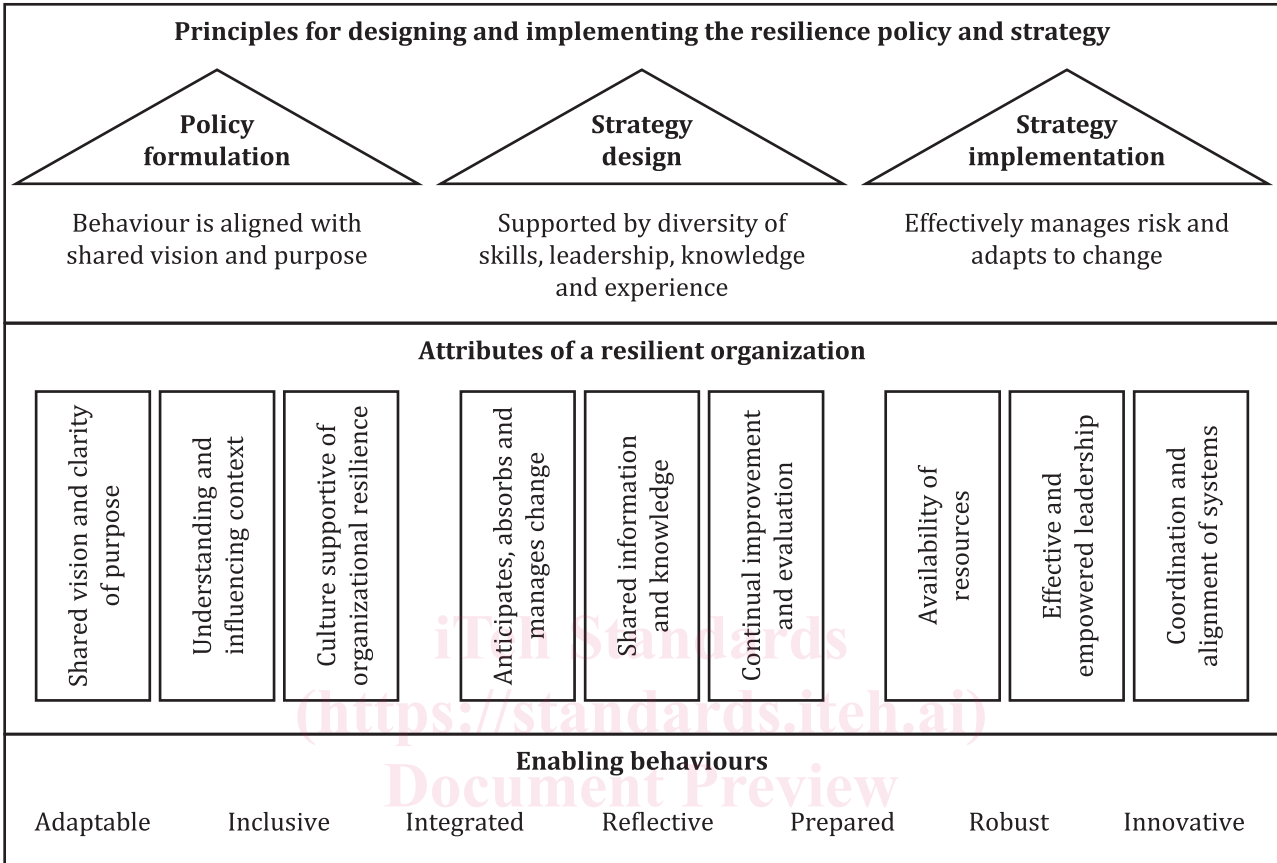 Principles for designing and implementing the resilience policy and strategy
Policy
formulation
Strategy
design
Strategy
implementation
Behaviour is aligned with
shared vision and purpose
Supported by diversity of
skills, leadership, knowledge
and experience
Effectively manages risk and
adapts to change
Attributes of a resilient organization
Shared vision and clarity
of purpose
Understanding and
influencing context
Culture supportive of
organizational resilience
Anticipates, absorbs and
manages change
Shared information
and knowledge
Continual improvement
and evaluation
Availability of
resources
Effective and
empowered leadership
Coordination and
alignment of systems
iTeh Standards
(https://standards.iteh.ai)
Document Preview
Enabling behaviours
Adaptable Inclusive Integrated Reflective Prepared Robust Innovative